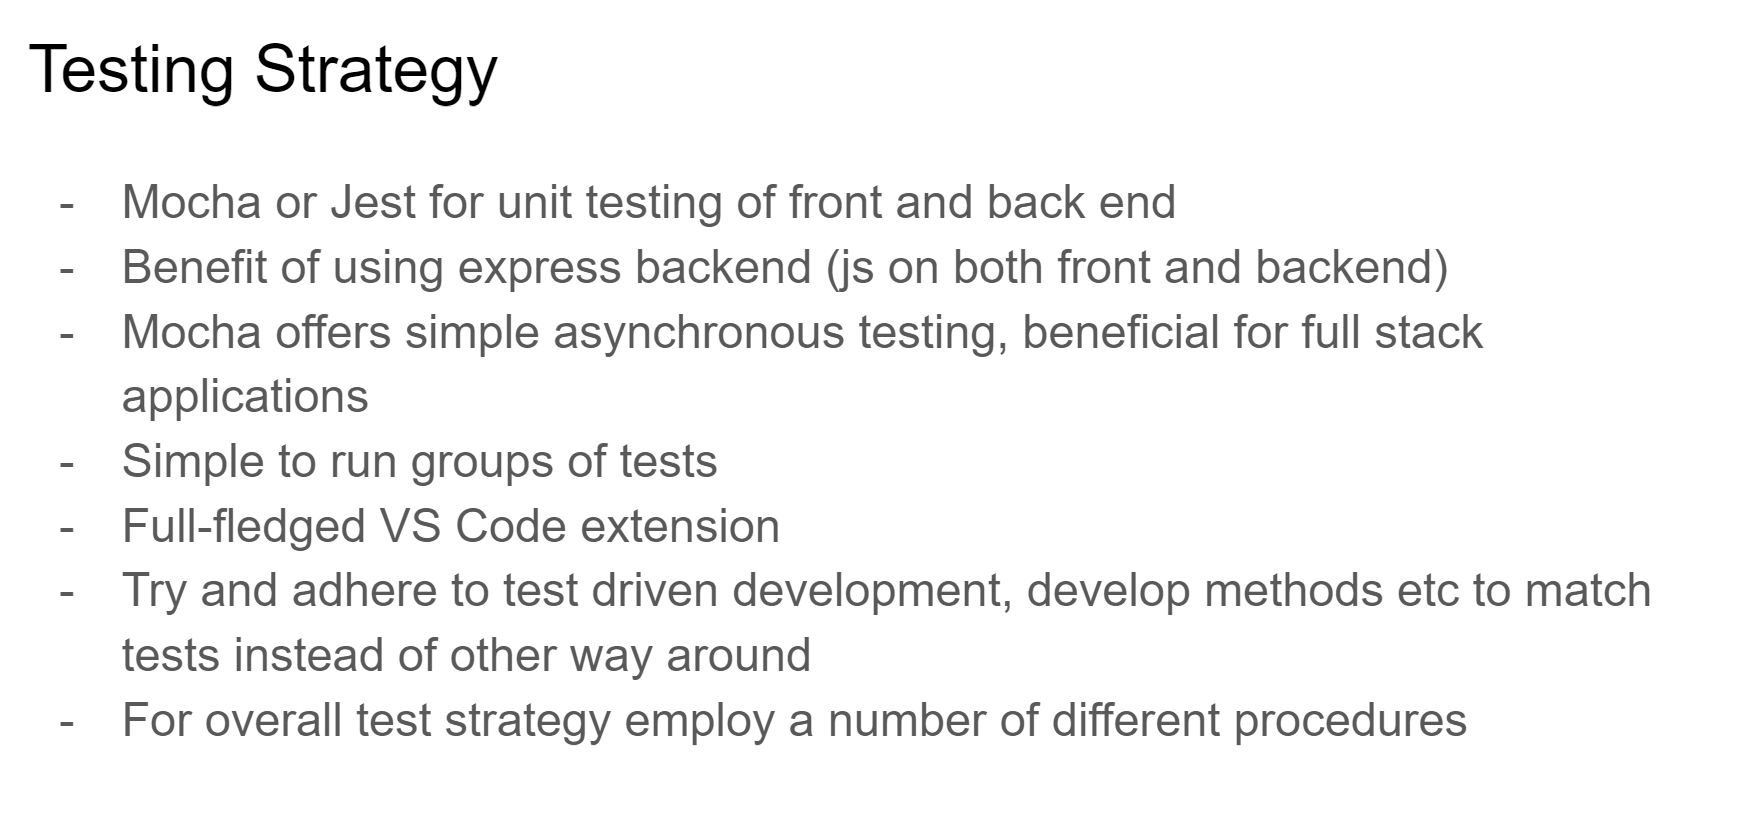 Testing Strategy
- Mocha or Jest for unit testing of front and back end
- Benefit of using express backend (js on both front and backend)
- Mocha offers simple asynchronous testing, beneficial for full stack
applications
- Simple to run groups of tests
- Full-fledged VS Code extension
- Try and adhere to test driven development, develop methods etc to match
tests instead of other way around
- For overall test strategy employ a number of different procedures